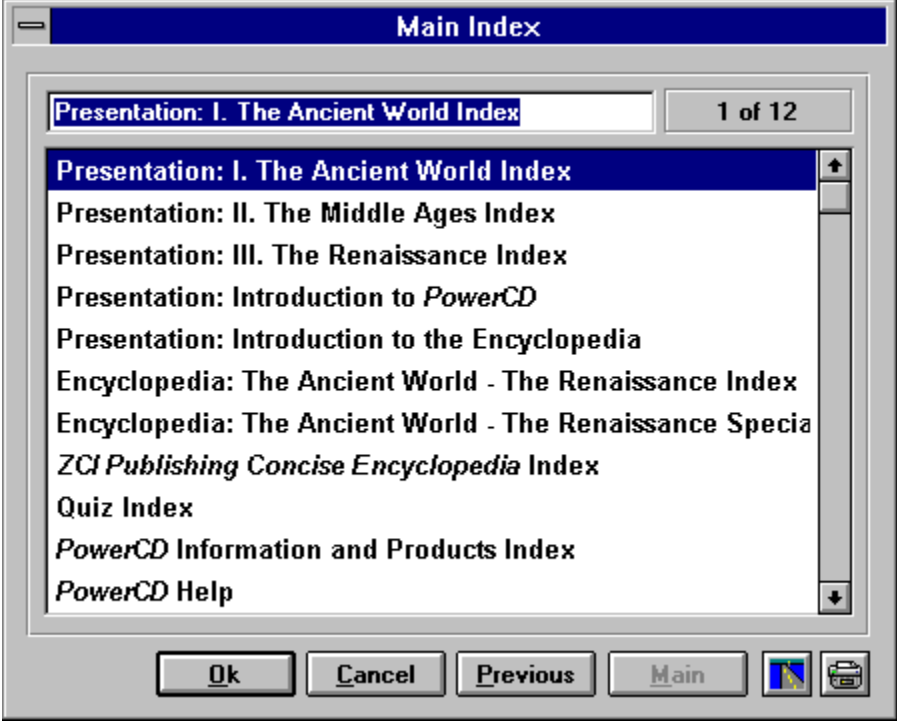 Main Index
Presentation: I. The Ancient World Index
1 of 12
Presentation: I. The Ancient World Index
Presentation: II. The Middle Ages Index
Presentation: III. The Renaissance Index
Presentation: Introduction to PowerCD
Presentation: Introduction to the Encyclopedia
Encyclopedia: The Ancient World - The Renaissance Index
Encyclopedia: The Ancient World - The Renaissance Specia
ZCI Publishing Concise Encyclopedia Index
Quiz Index
PowerCD Information and Products Index
PowerCD Help
Ok Cancel Previous Main